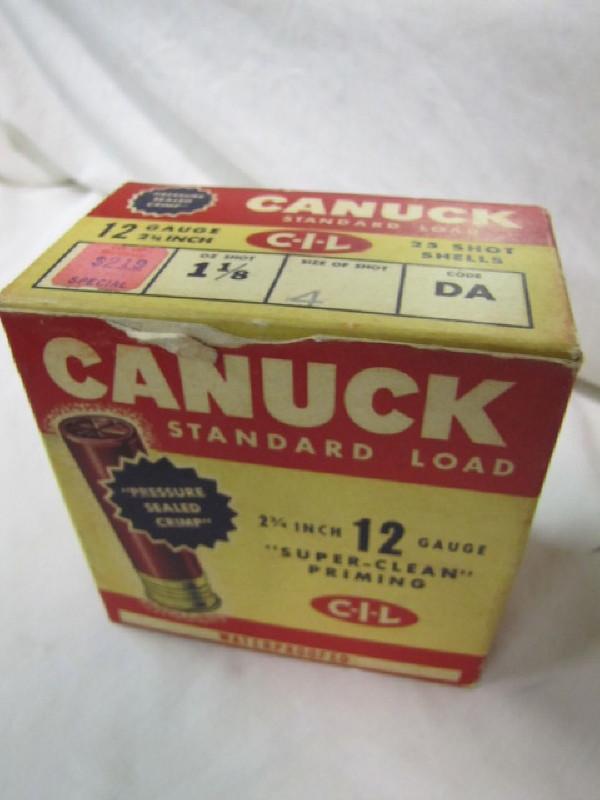 "PRESSURE
SEALED
CRIMP"
CANUCK
STANDARD LOAD
12 GAUGE
2¾ INCH
C-I-L
25 SHOT
SHELLS
$2.19
SPECIAL
OZ SHOT
1 1/8
SIZE OF SHOT
4
CODE
DA
CANUCK
STANDARD LOAD
"PRESSURE
SEALED
CRIMP"
2¾ INCH 12 GAUGE
"SUPER-CLEAN"
PRIMING
C-I-L
WATERPROOFED